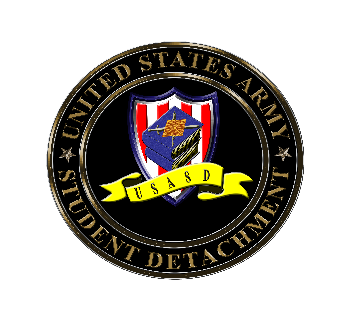 UNITED STATES ARMY
USASD
STUDENT DETACHMENT